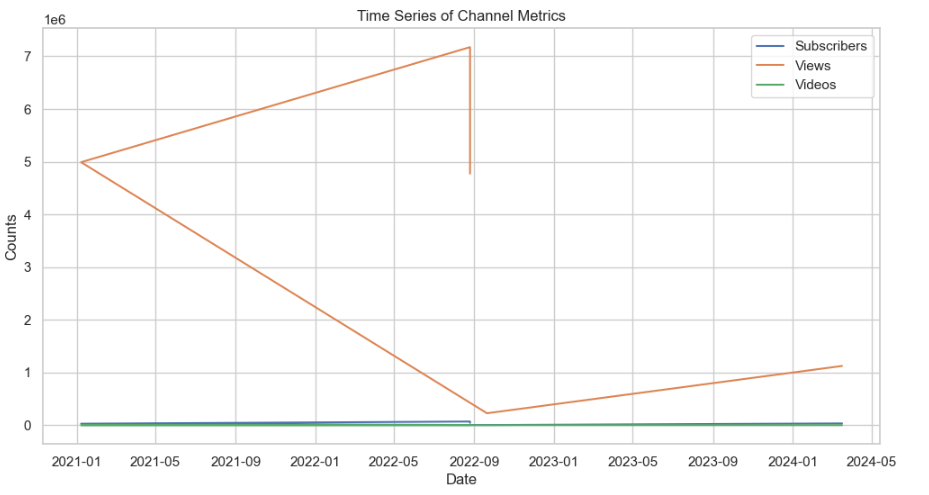 Time Series of Channel Metrics
1e6
Subscribers
Views
Videos
7
6
5
4
3
2
1
0
Counts
2021-01 2021-05 2021-09 2022-01 2022-05 2022-09 2023-01 2023-05 2023-09 2024-01 2024-05
Date